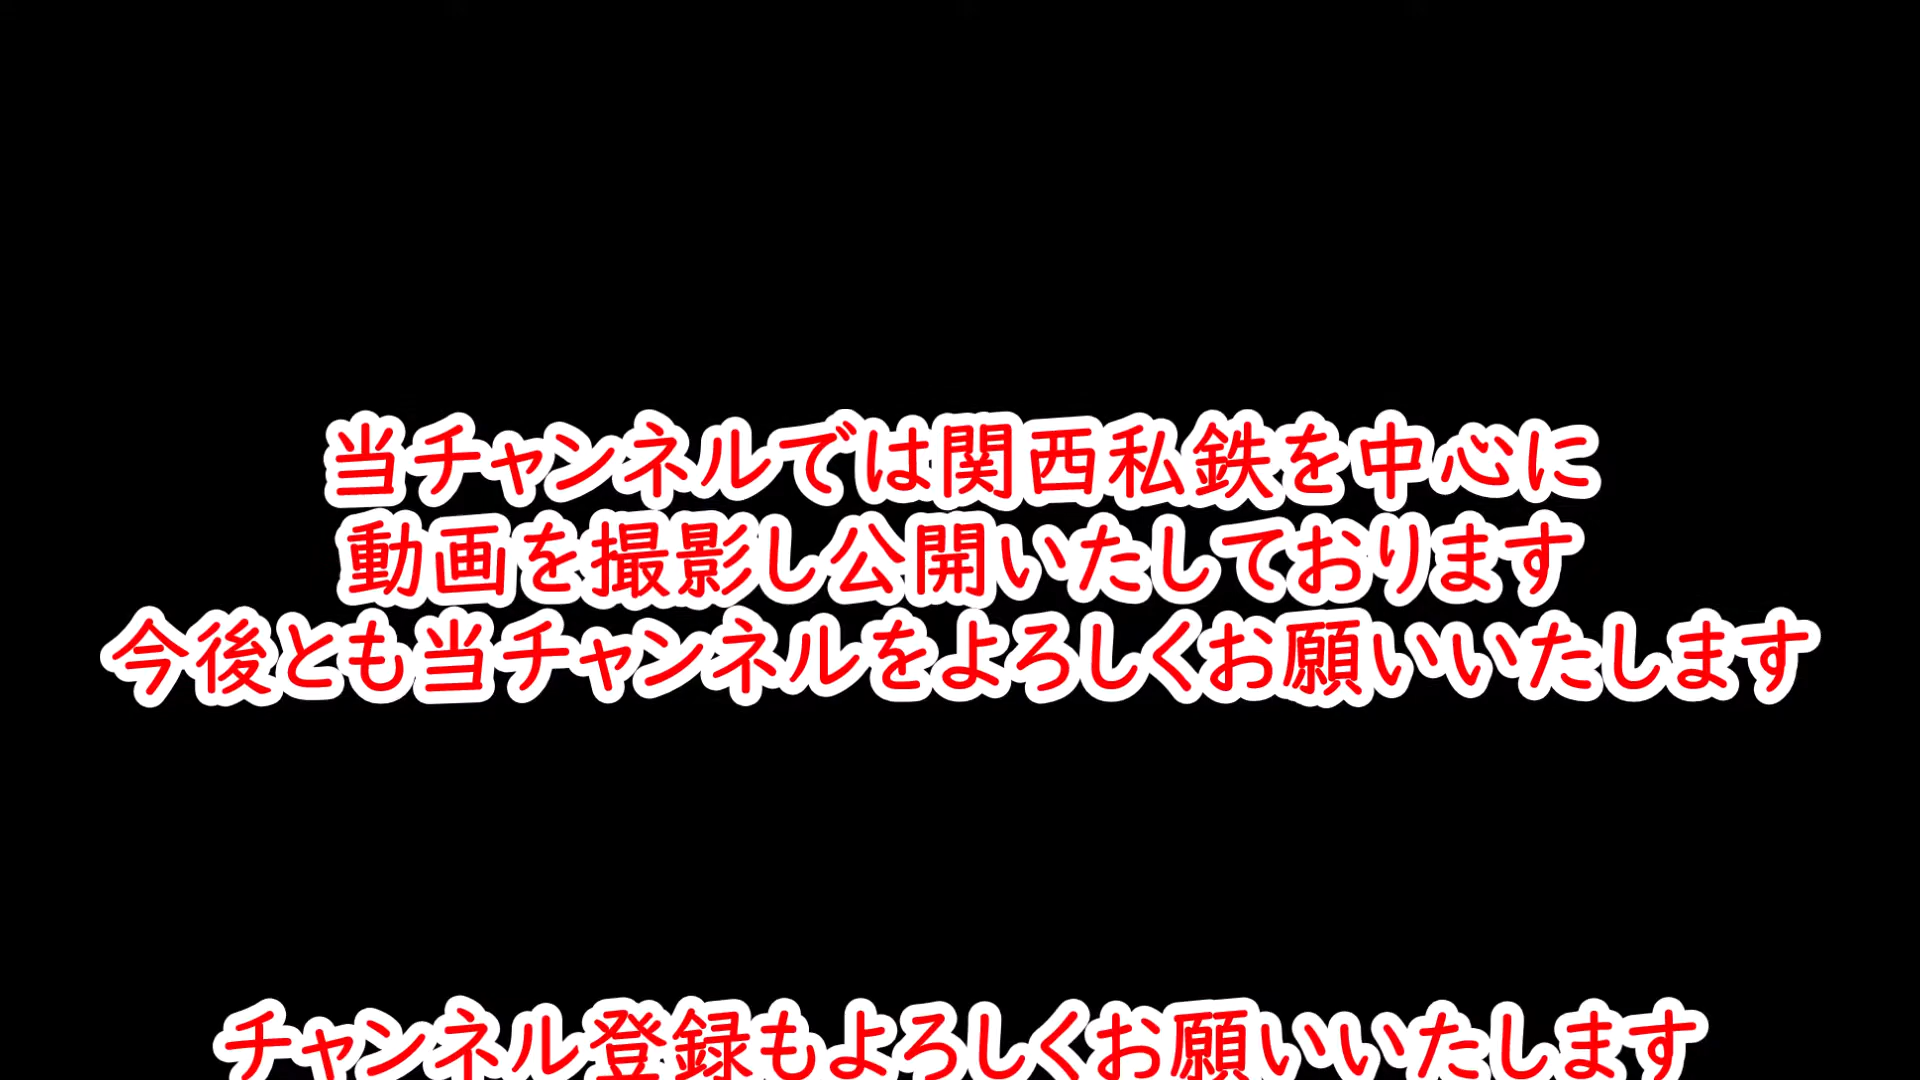 当チャンネルでは関西私鉄を中心に
動画を撮影し公開いたしております
今後とも当チャンネルをよろしくお願いいたします
チャンネル登録もよろしくお願いいたします